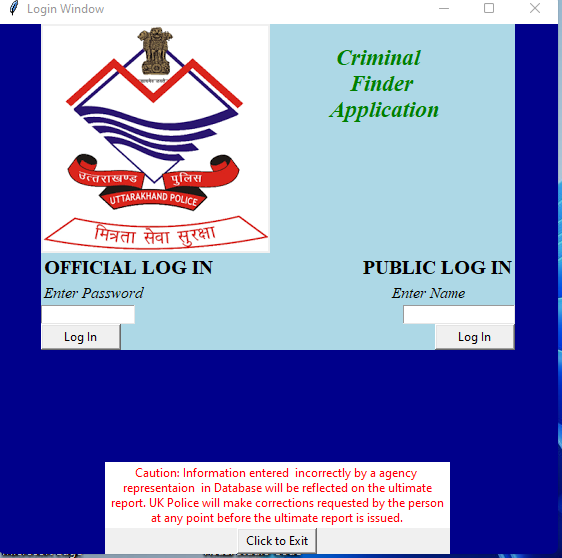 Login Window
Criminal
Finder
Application
उत्तराखण्ड पुलिस
UTTARAKHAND POLICE
मित्रता सेवा सुरक्षा
OFFICIAL LOG IN
PUBLIC LOG IN
Enter Password
Enter Name
Log In
Log In
Caution: Information entered  incorrectly by a agency
representaion  in Database will be reflected on the ultimate
report. UK Police will make corrections requested by the person
at any point before the ultimate report is issued.
Click to Exit